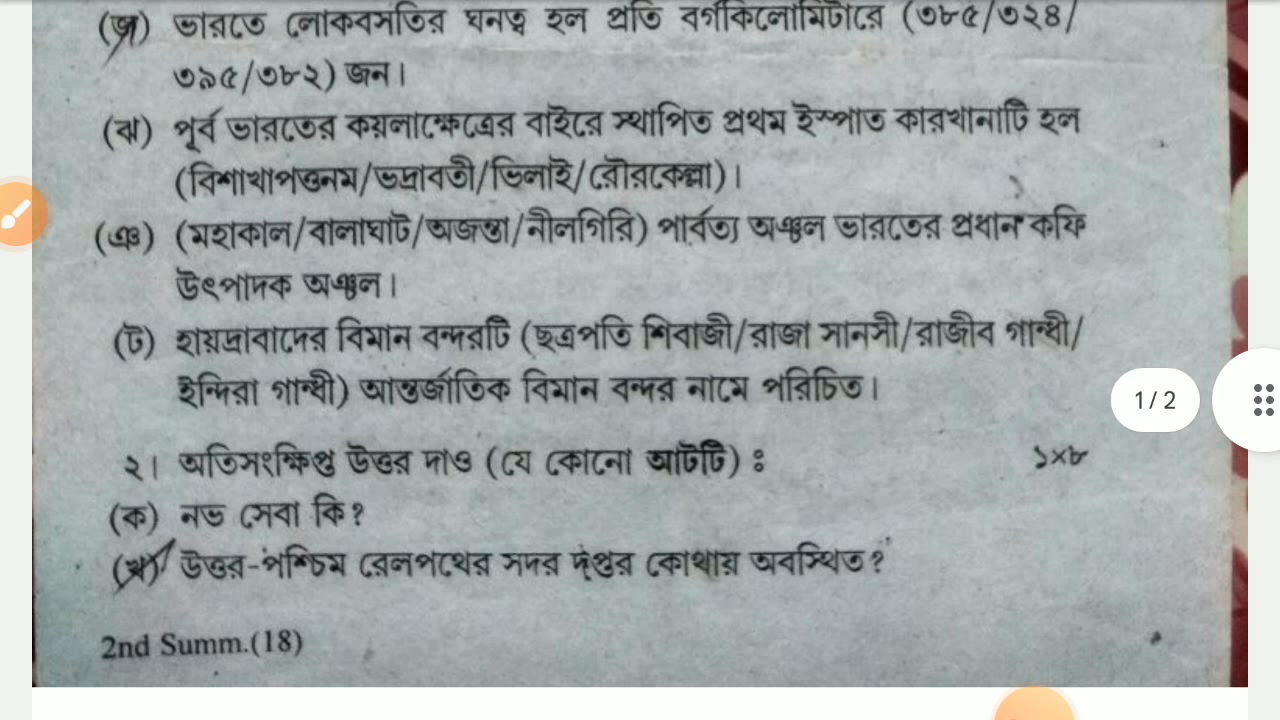 (জ) ভারতে লোকবসতির ঘনত্ব হল প্রতি বর্গকিলোমিটারে (৩৮৫/৩২৪/
৩৯৫/৩৮২) জন।
(ঝ) পূর্ব ভারতের কয়লাক্ষেত্রের বাইরে স্থাপিত প্রথম ইস্পাত কারখানাটি হল
(বিশাখাপত্তনম/ভদ্রাবতী/ভিলাই/রৌরকেল্লা)।
(ঞ) (মহাকাল/বালাঘাট/অজন্তা/নীলগিরি) পার্বত্য অঞ্চল ভারতের প্রধান কফি
উৎপাদক অঞ্চল।
(ট) হায়দ্রাবাদের বিমান বন্দরটি (ছত্রপতি শিবাজী/রাজা সানসী/রাজীব গান্ধী/
ইন্দিরা গান্ধী) আন্তর্জাতিক বিমান বন্দর নামে পরিচিত।
1 / 2
২। অতিসংক্ষিপ্ত উত্তর দাও (যে কোনো আটটি) ঃ ১×৮
(ক) নভ সেবা কি?
(খ) উত্তর-পশ্চিম রেলপথের সদর দপ্তর কোথায় অবস্থিত?
2nd Summ.(18)